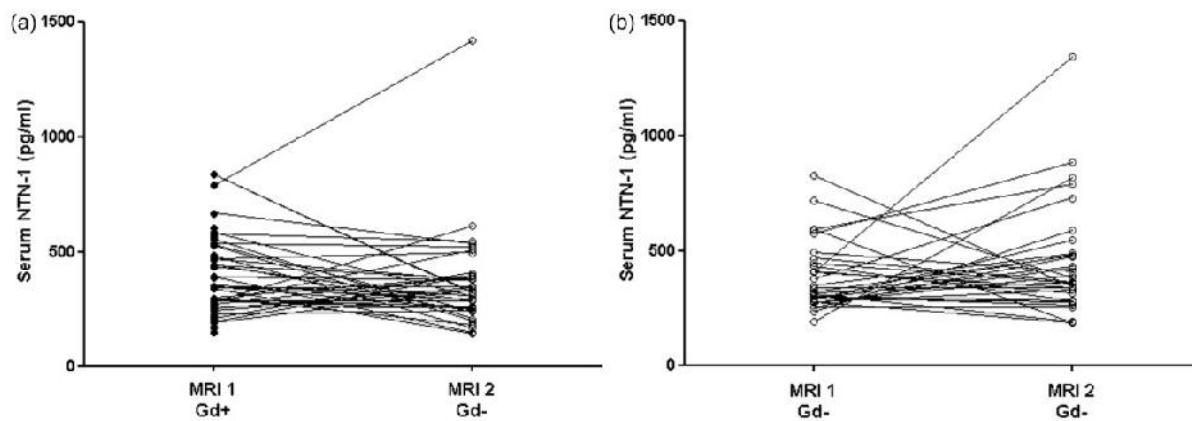 (a)
1500
1000
500
0
Serum NTN-1 (pg/ml)
MRI 1
Gd+
MRI 2
Gd-
(b)
1500
1000
500
0
Serum NTN-1 (pg/ml)
MRI 1
Gd-
MRI 2
Gd-